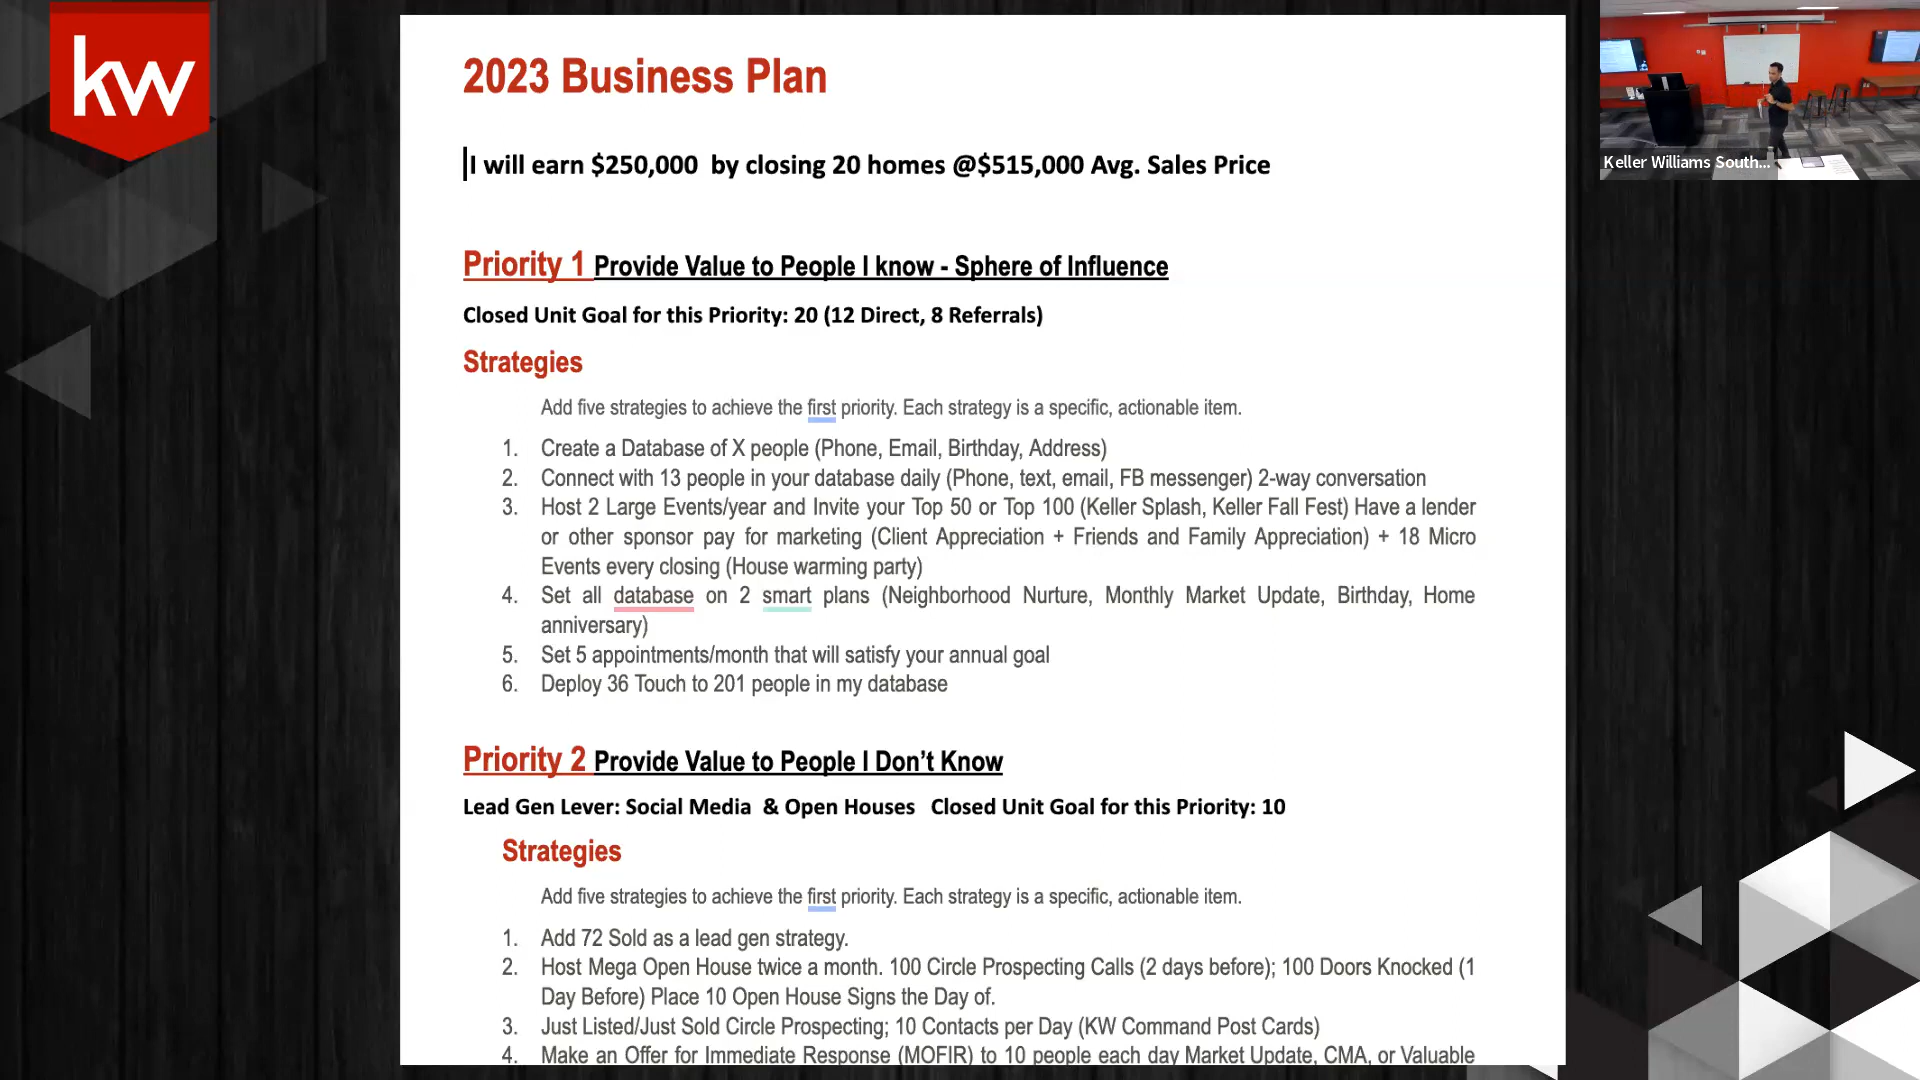 kw
2023 Business Plan
I will earn $250,000 by closing 20 homes @$515,000 Avg. Sales Price
Priority 1 Provide Value to People I know - Sphere of Influence
Closed Unit Goal for this Priority: 20 (12 Direct, 8 Referrals)
Strategies
Add five strategies to achieve the first priority. Each strategy is a specific, actionable item.
1. Create a Database of X people (Phone, Email, Birthday, Address)
2. Connect with 13 people in your database daily (Phone, text, email, FB messenger) 2-way conversation
3. Host 2 Large Events/year and Invite your Top 50 or Top 100 (Keller Splash, Keller Fall Fest) Have a lender
or other sponsor pay for marketing (Client Appreciation + Friends and Family Appreciation) + 18 Micro
Events every closing (House warming party)
4. Set all database on 2 smart plans (Neighborhood Nurture, Monthly Market Update, Birthday, Home
anniversary)
5. Set 5 appointments/month that will satisfy your annual goal
6. Deploy 36 Touch to 201 people in my database
Priority 2 Provide Value to People I Don’t Know
Lead Gen Lever: Social Media & Open Houses Closed Unit Goal for this Priority: 10
Strategies
Add five strategies to achieve the first priority. Each strategy is a specific, actionable item.
1. Add 72 Sold as a lead gen strategy.
2. Host Mega Open House twice a month. 100 Circle Prospecting Calls (2 days before); 100 Doors Knocked (1
Day Before) Place 10 Open House Signs the Day of.
3. Just Listed/Just Sold Circle Prospecting; 10 Contacts per Day (KW Command Post Cards)
4. Make an Offer for Immediate Response (MOFIR) to 10 people each day Market Update, CMA, or Valuable
Keller Williams South...